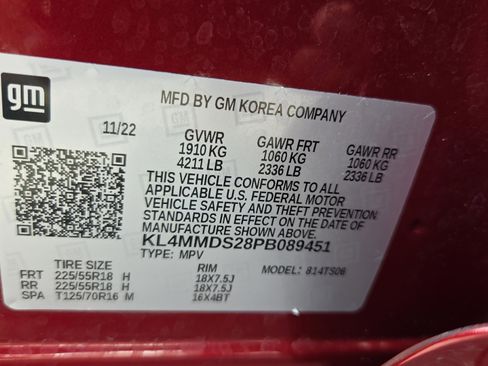 gm
MFD BY GM KOREA COMPANY
11/22
GVWR GAWR FRT GAWR RR
1910 KG 1060 KG 1060 KG
4211 LB 2336 LB 2336 LB
THIS VEHICLE CONFORMS TO ALL
APPLICABLE U.S. FEDERAL MOTOR
VEHICLE SAFETY AND THEFT PREVENTION
STANDARDS IN EFFECT ON THE DATE OF
MANUFACTURE SHOWN ABOVE.
KL4MMDS28PB089451
TYPE: MPV
TIRE SIZE RIM MODEL: 814TS06
FRT 225/55R18 H 18X7.5J
RR 225/55R18 H 18X7.5J
SPA T125/70R16 M 16X4BT